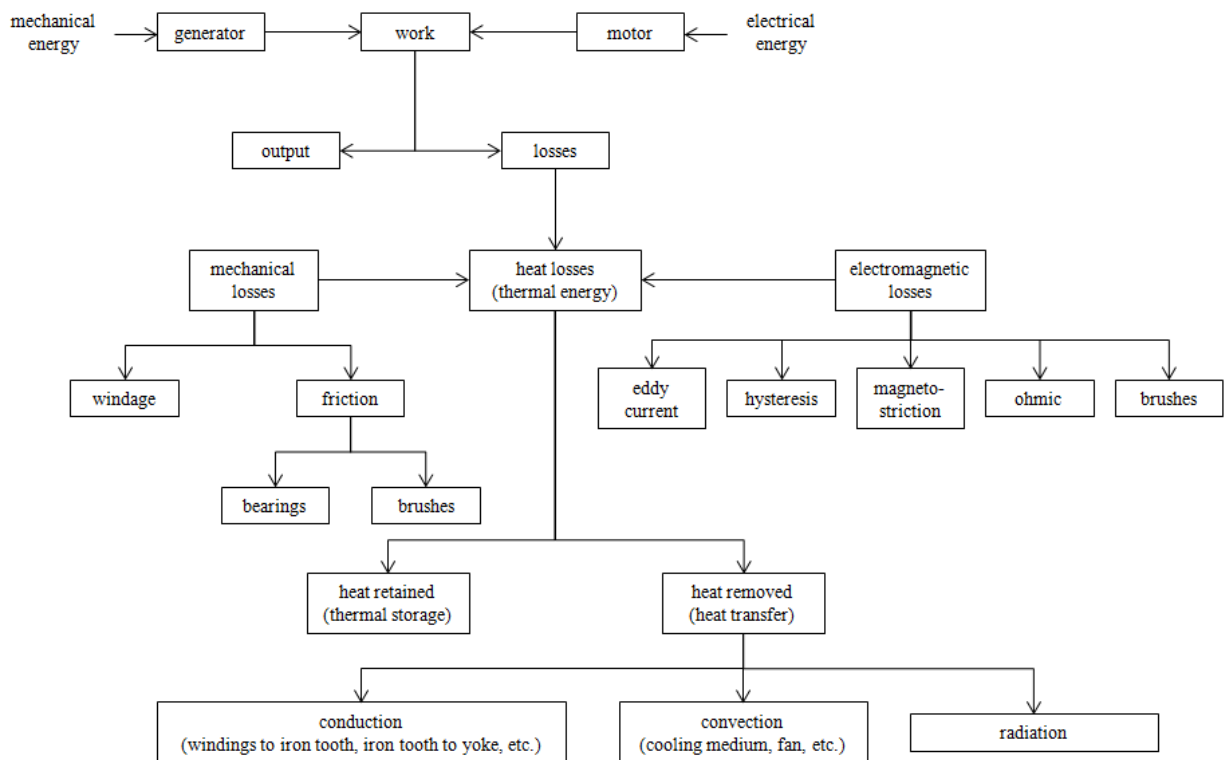 mechanical
energy
generator
work
motor
electrical
energy
output
losses
mechanical
losses
heat losses
(thermal energy)
electromagnetic
losses
windage
friction
eddy
current
hysteresis
magneto-
striction
ohmic
brushes
bearings
brushes
heat retained
(thermal storage)
heat removed
(heat transfer)
conduction
(windings to iron tooth, iron tooth to yoke, etc.)
convection
(cooling medium, fan, etc.)
radiation